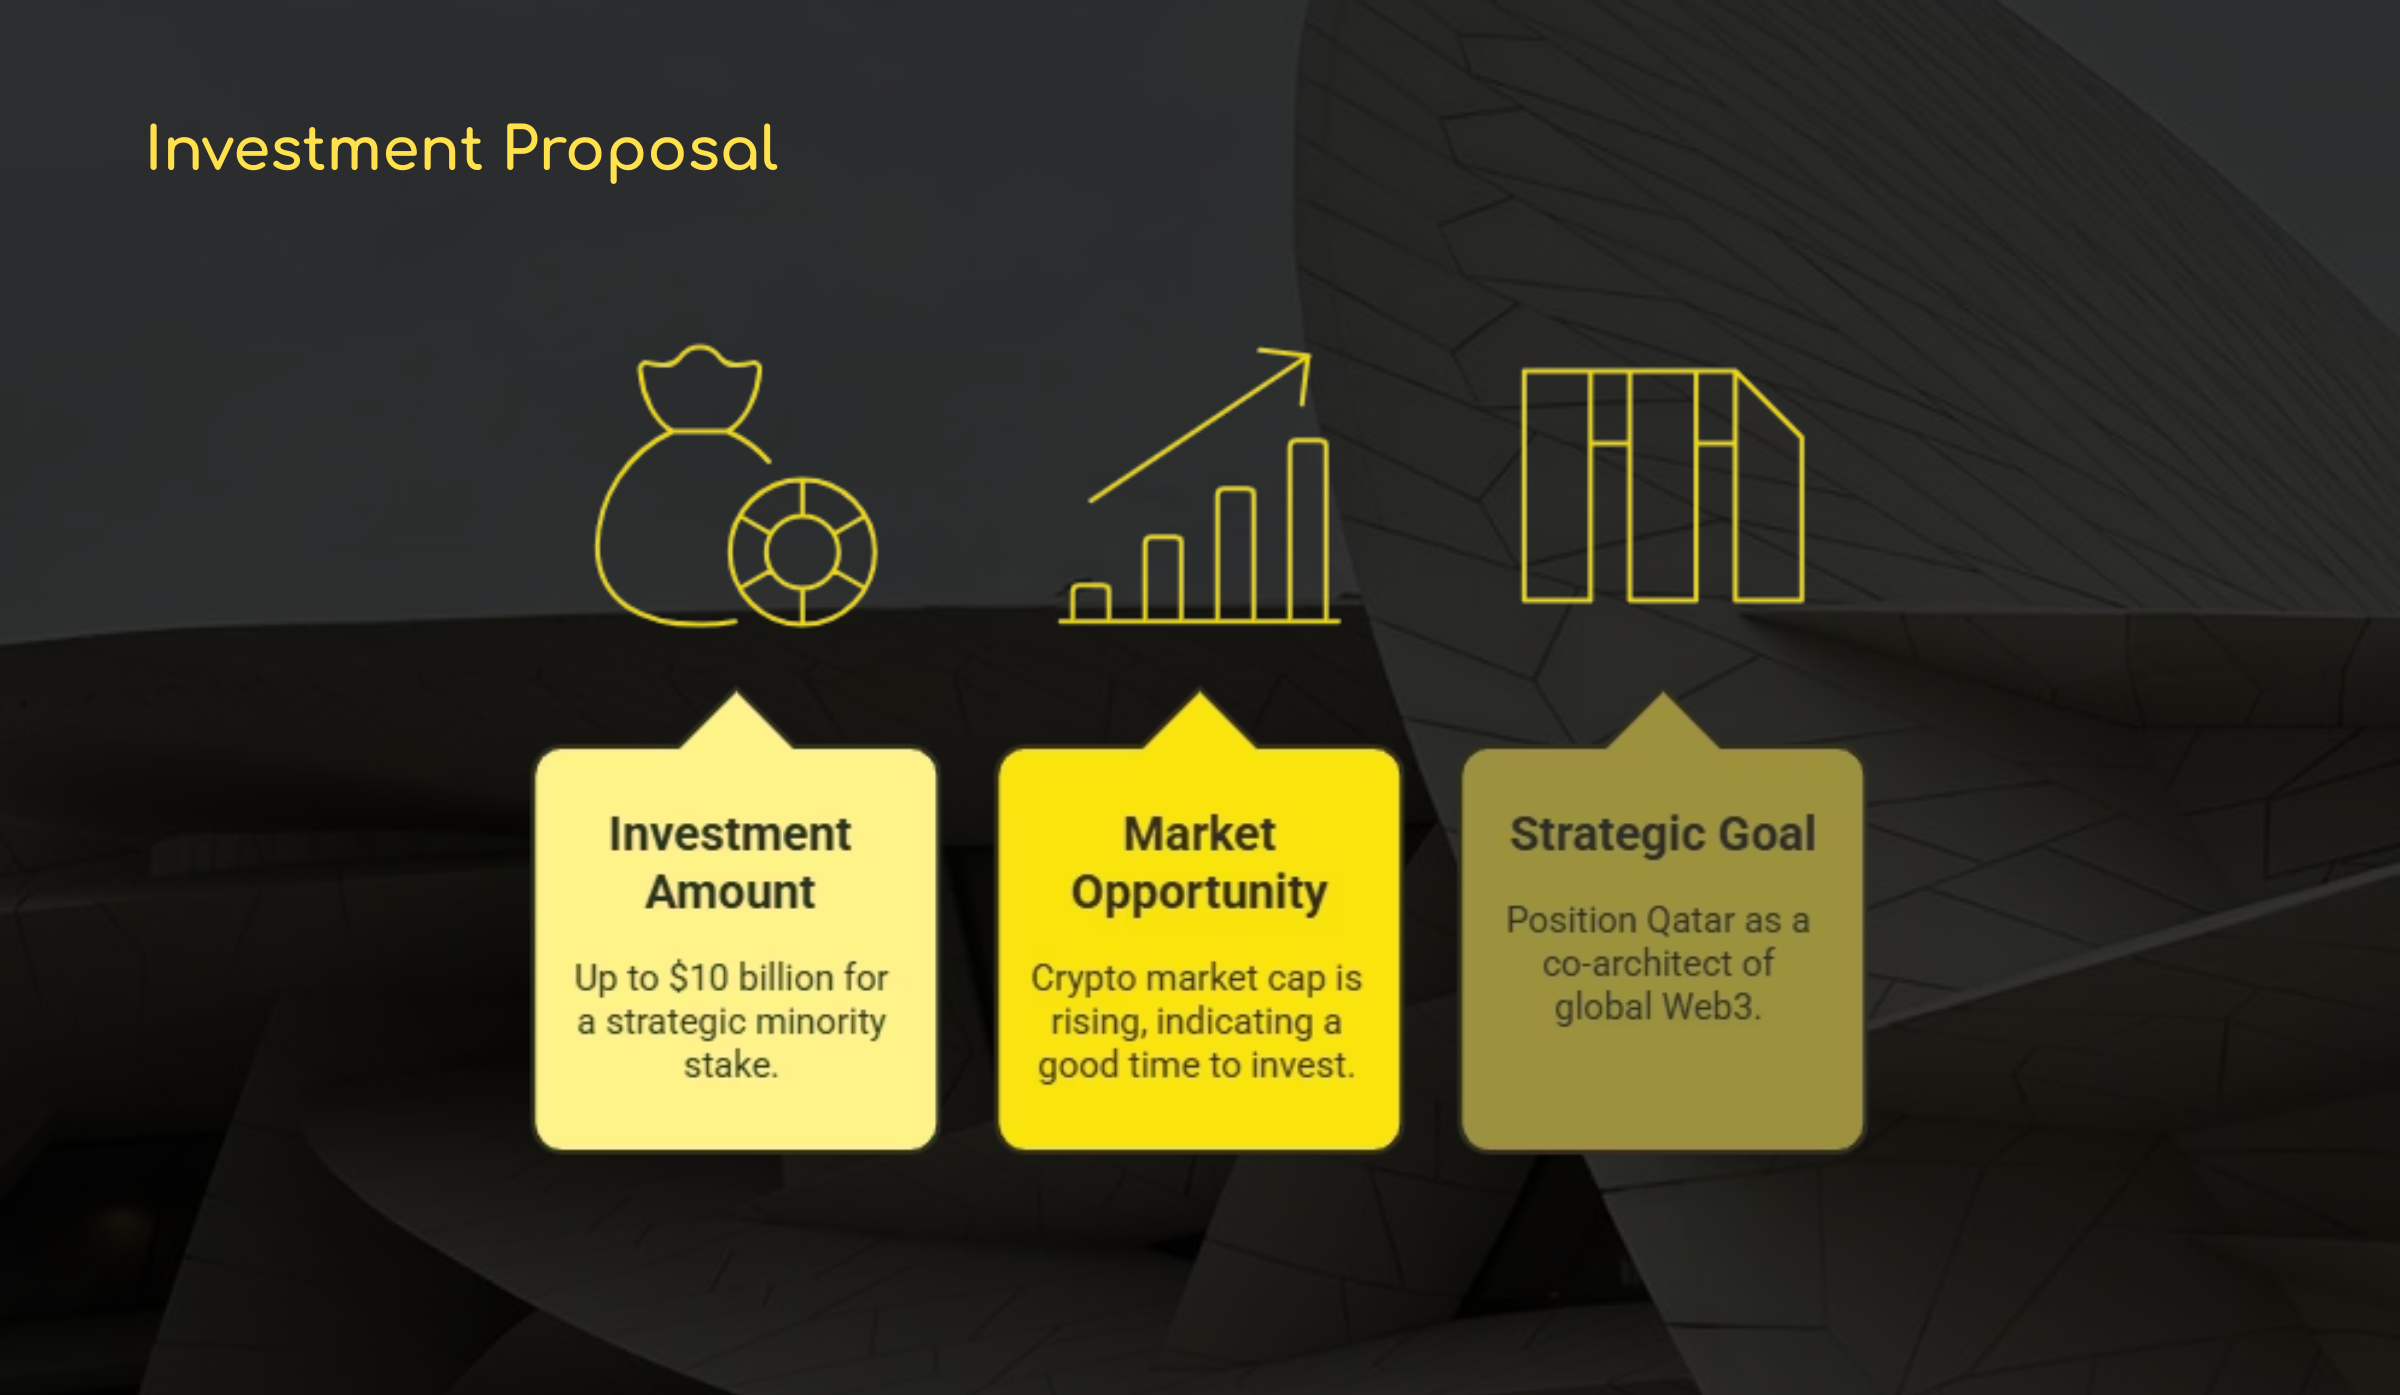 Investment Proposal
Investment
Amount
Up to $10 billion for
a strategic minority
stake.
Market
Opportunity
Crypto market cap is
rising, indicating a
good time to invest.
Strategic Goal
Position Qatar as a
co-architect of
global Web3.